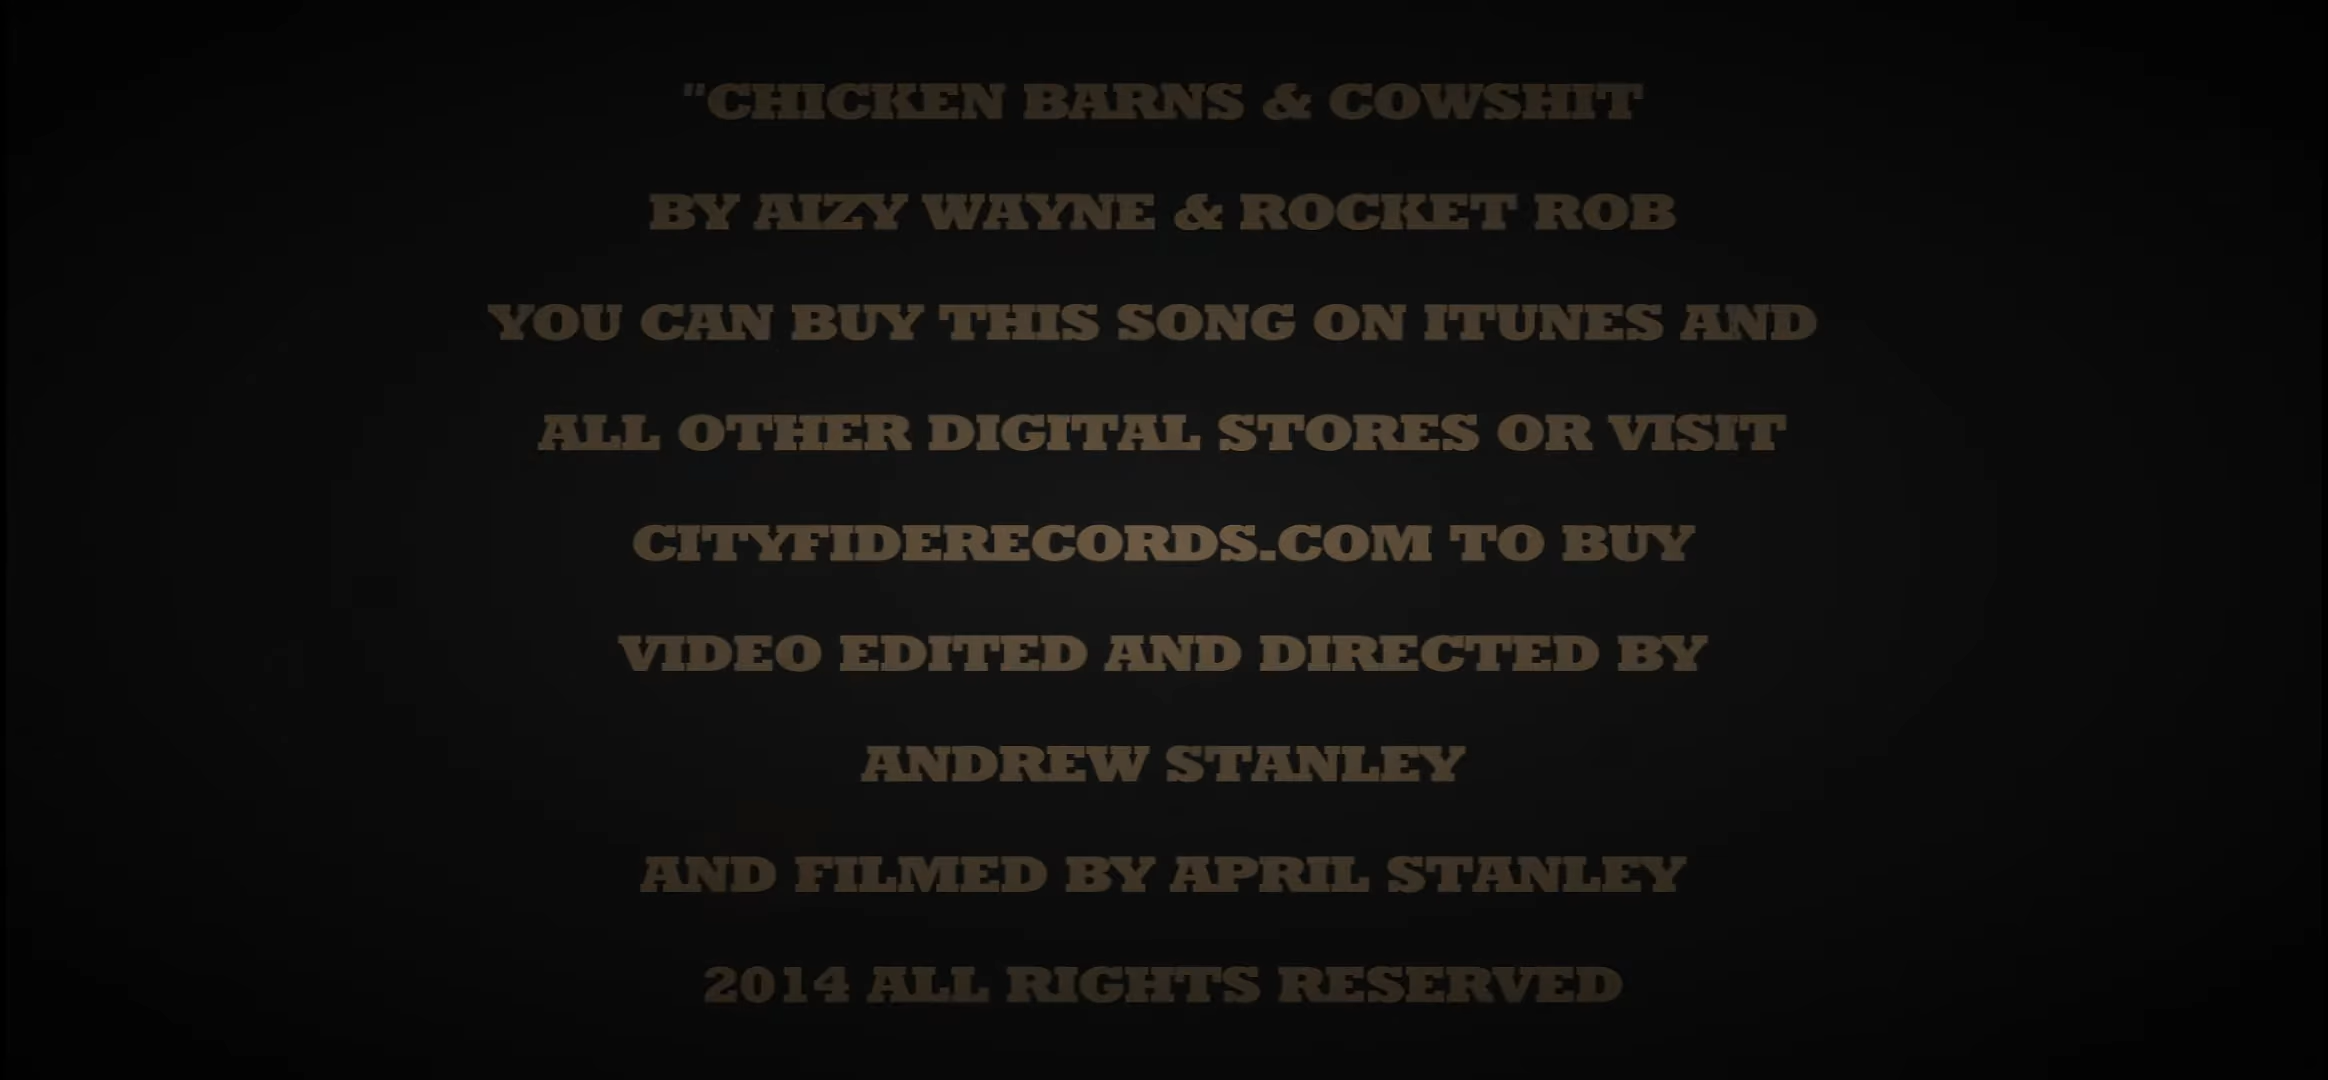 "CHICKEN BARNS & COWSHIT
BY AIZY WAYNE & ROCKET ROB
YOU CAN BUY THIS SONG ON ITUNES AND
ALL OTHER DIGITAL STORES OR VISIT
CITYFIDERECORDS.COM TO BUY
VIDEO EDITED AND DIRECTED BY
ANDREW STANLEY
AND FILMED BY APRIL STANLEY
2014 ALL RIGHTS RESERVED